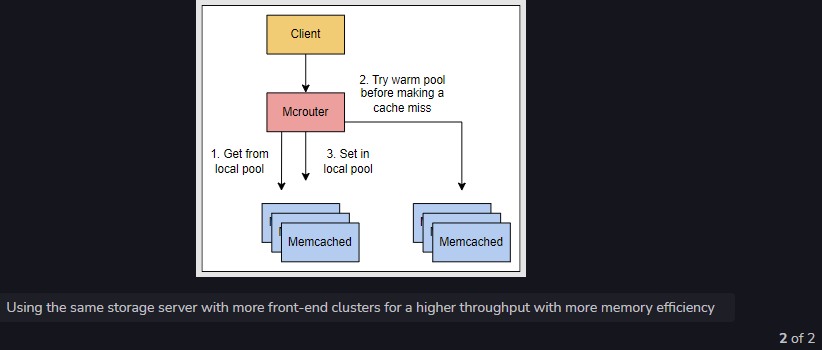 Client
2. Try warm pool
before making a
cache miss
Mcrouter
1. Get from
local pool
3. Set in
local pool
Memcached
Memcached
Using the same storage server with more front-end clusters for a higher throughput with more memory efficiency
2 of 2